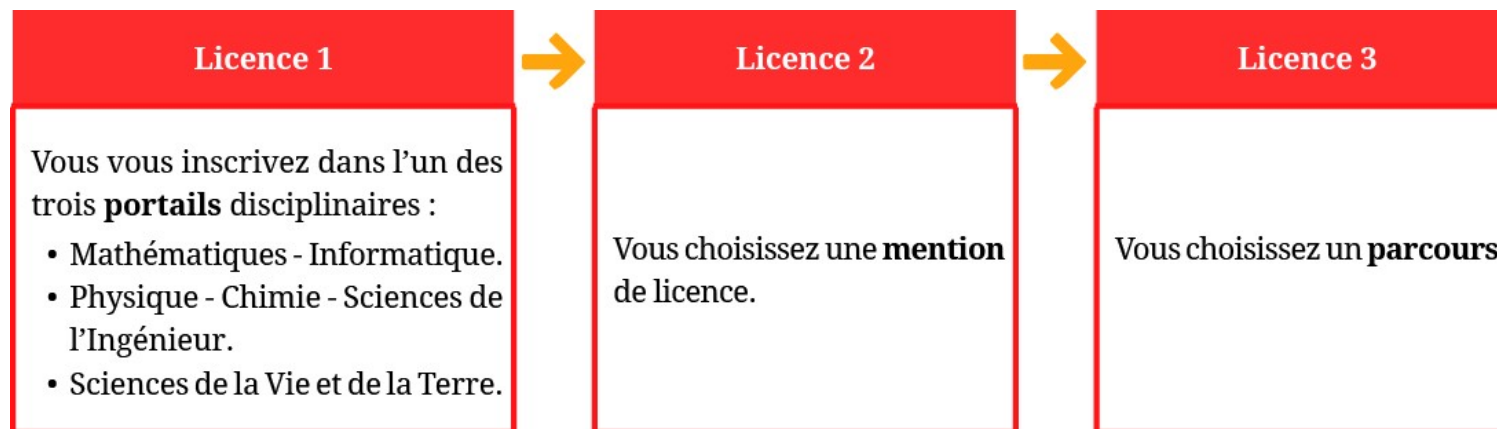 Licence 1
Vous vous inscrivez dans l’un des
trois portails disciplinaires :
• Mathématiques - Informatique.
• Physique - Chimie - Sciences de
l’Ingénieur.
• Sciences de la Vie et de la Terre.
Licence 2
Vous choisissez une mention
de licence.
Licence 3
Vous choisissez un parcours